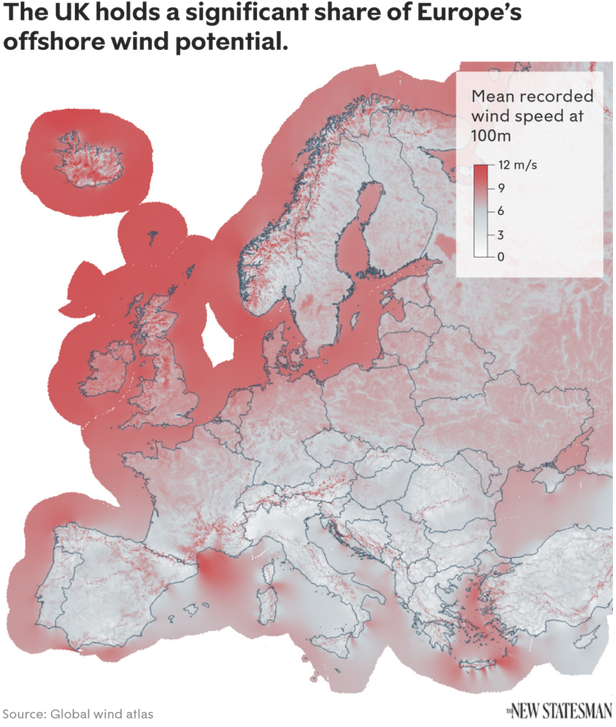 The UK holds a significant share of Europe's
offshore wind potential.
Mean recorded
wind speed at
100m
12 m/s
9
6
3
0
Source: Global wind atlas
THE NEW STATESMAN